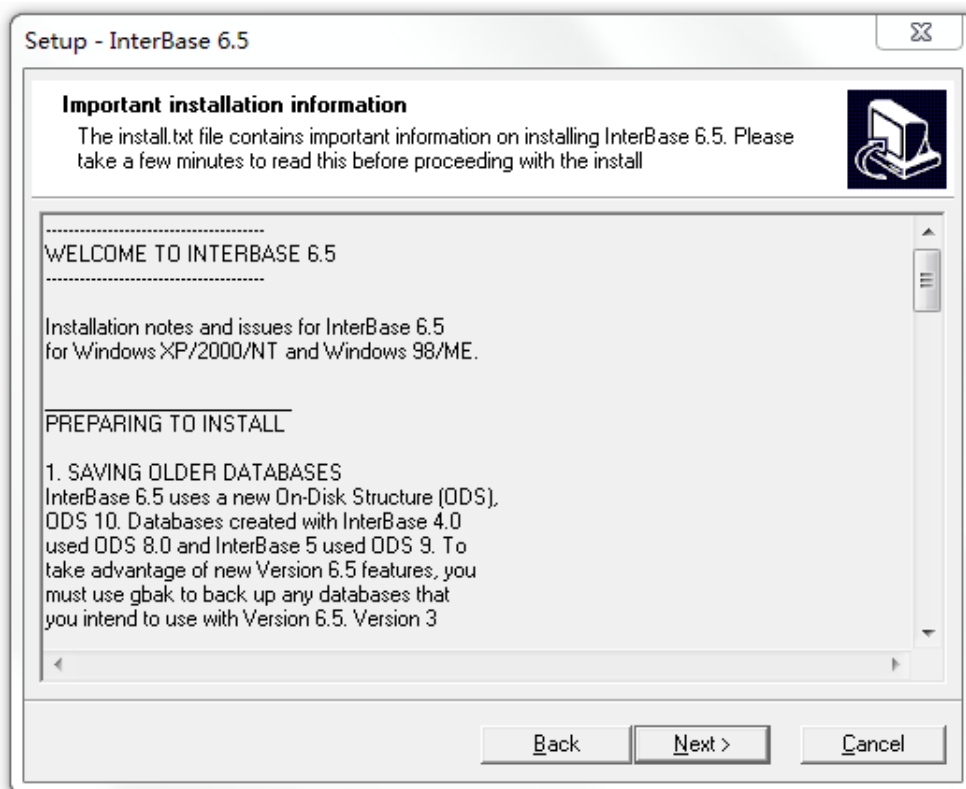 Setup - InterBase 6.5
Important installation information
The install.txt file contains important information on installing InterBase 6.5. Please
take a few minutes to read this before proceeding with the install
--------------------------------------
WELCOME TO INTERBASE 6.5
--------------------------------------
Installation notes and issues for InterBase 6.5
for Windows XP/2000/NT and Windows 98/ME.
______________________
PREPARING TO INSTALL
1. SAVING OLDER DATABASES
InterBase 6.5 uses a new On-Disk Structure (ODS),
ODS 10. Databases created with InterBase 4.0
used ODS 8.0 and InterBase 5 used ODS 9. To
take advantage of new Version 6.5 features, you
must use gbak to back up any databases that
you intend to use with Version 6.5. Version 3
Back Next > Cancel